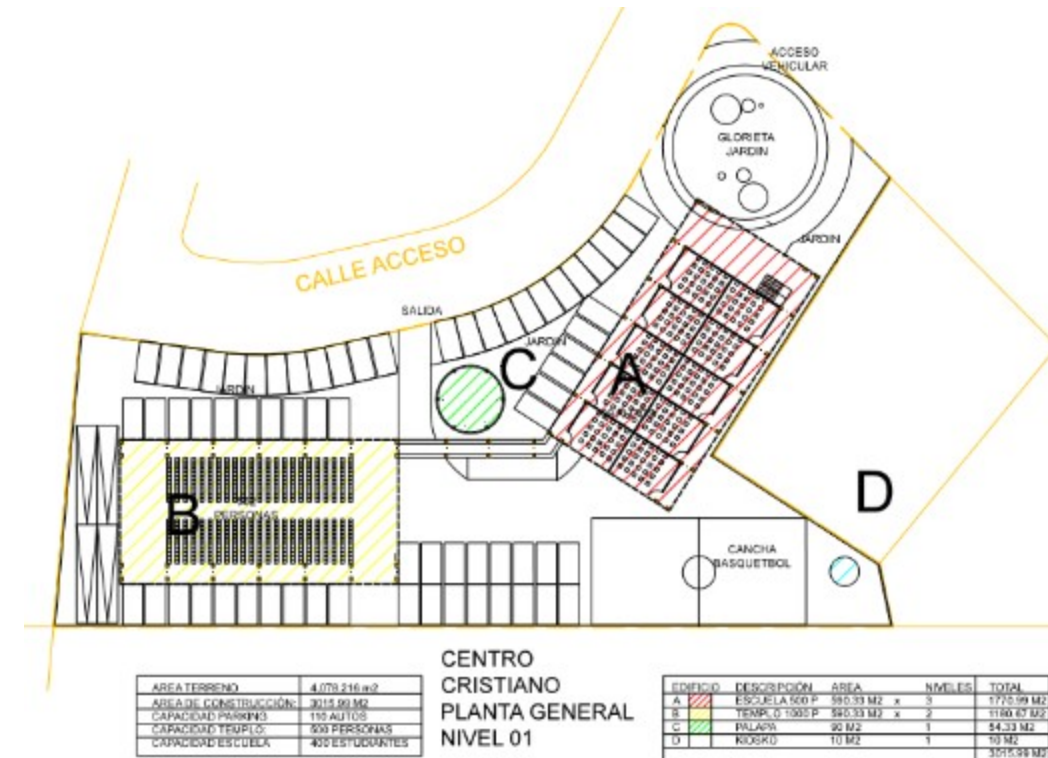 ACCESO
VEHICULAR
GLORIETA
JARDIN
JARDIN
CALLE ACCESO
SALIDA
JARDIN
C
A
JARDIN
B
PERSONAS
D
CANCHA
BASQUETBOL
CENTRO
CRISTIANO
PLANTA GENERAL
NIVEL 01
AREA TERRENO 4,078.216 m2
AREA DE CONSTRUCCIÓN: 3015.99 M2
CAPACIDAD PARKING 110 AUTOS
CAPACIDAD TEMPLO: 500 PERSONAS
CAPACIDAD ESCUELA 400 ESTUDIANTES
EDIFICIO DESCRIPCIÓN AREA NIVELES TOTAL
A ESCUELA 500 P 590.33 M2 x 3 1770.99 M2
B TEMPLO 1000 P 590.33 M2 x 2 1180.67 M2
C PALAPA 90 M2 1 54.33 M2
D KIOSKO 10 M2 1 10 M2
3015.99 M2